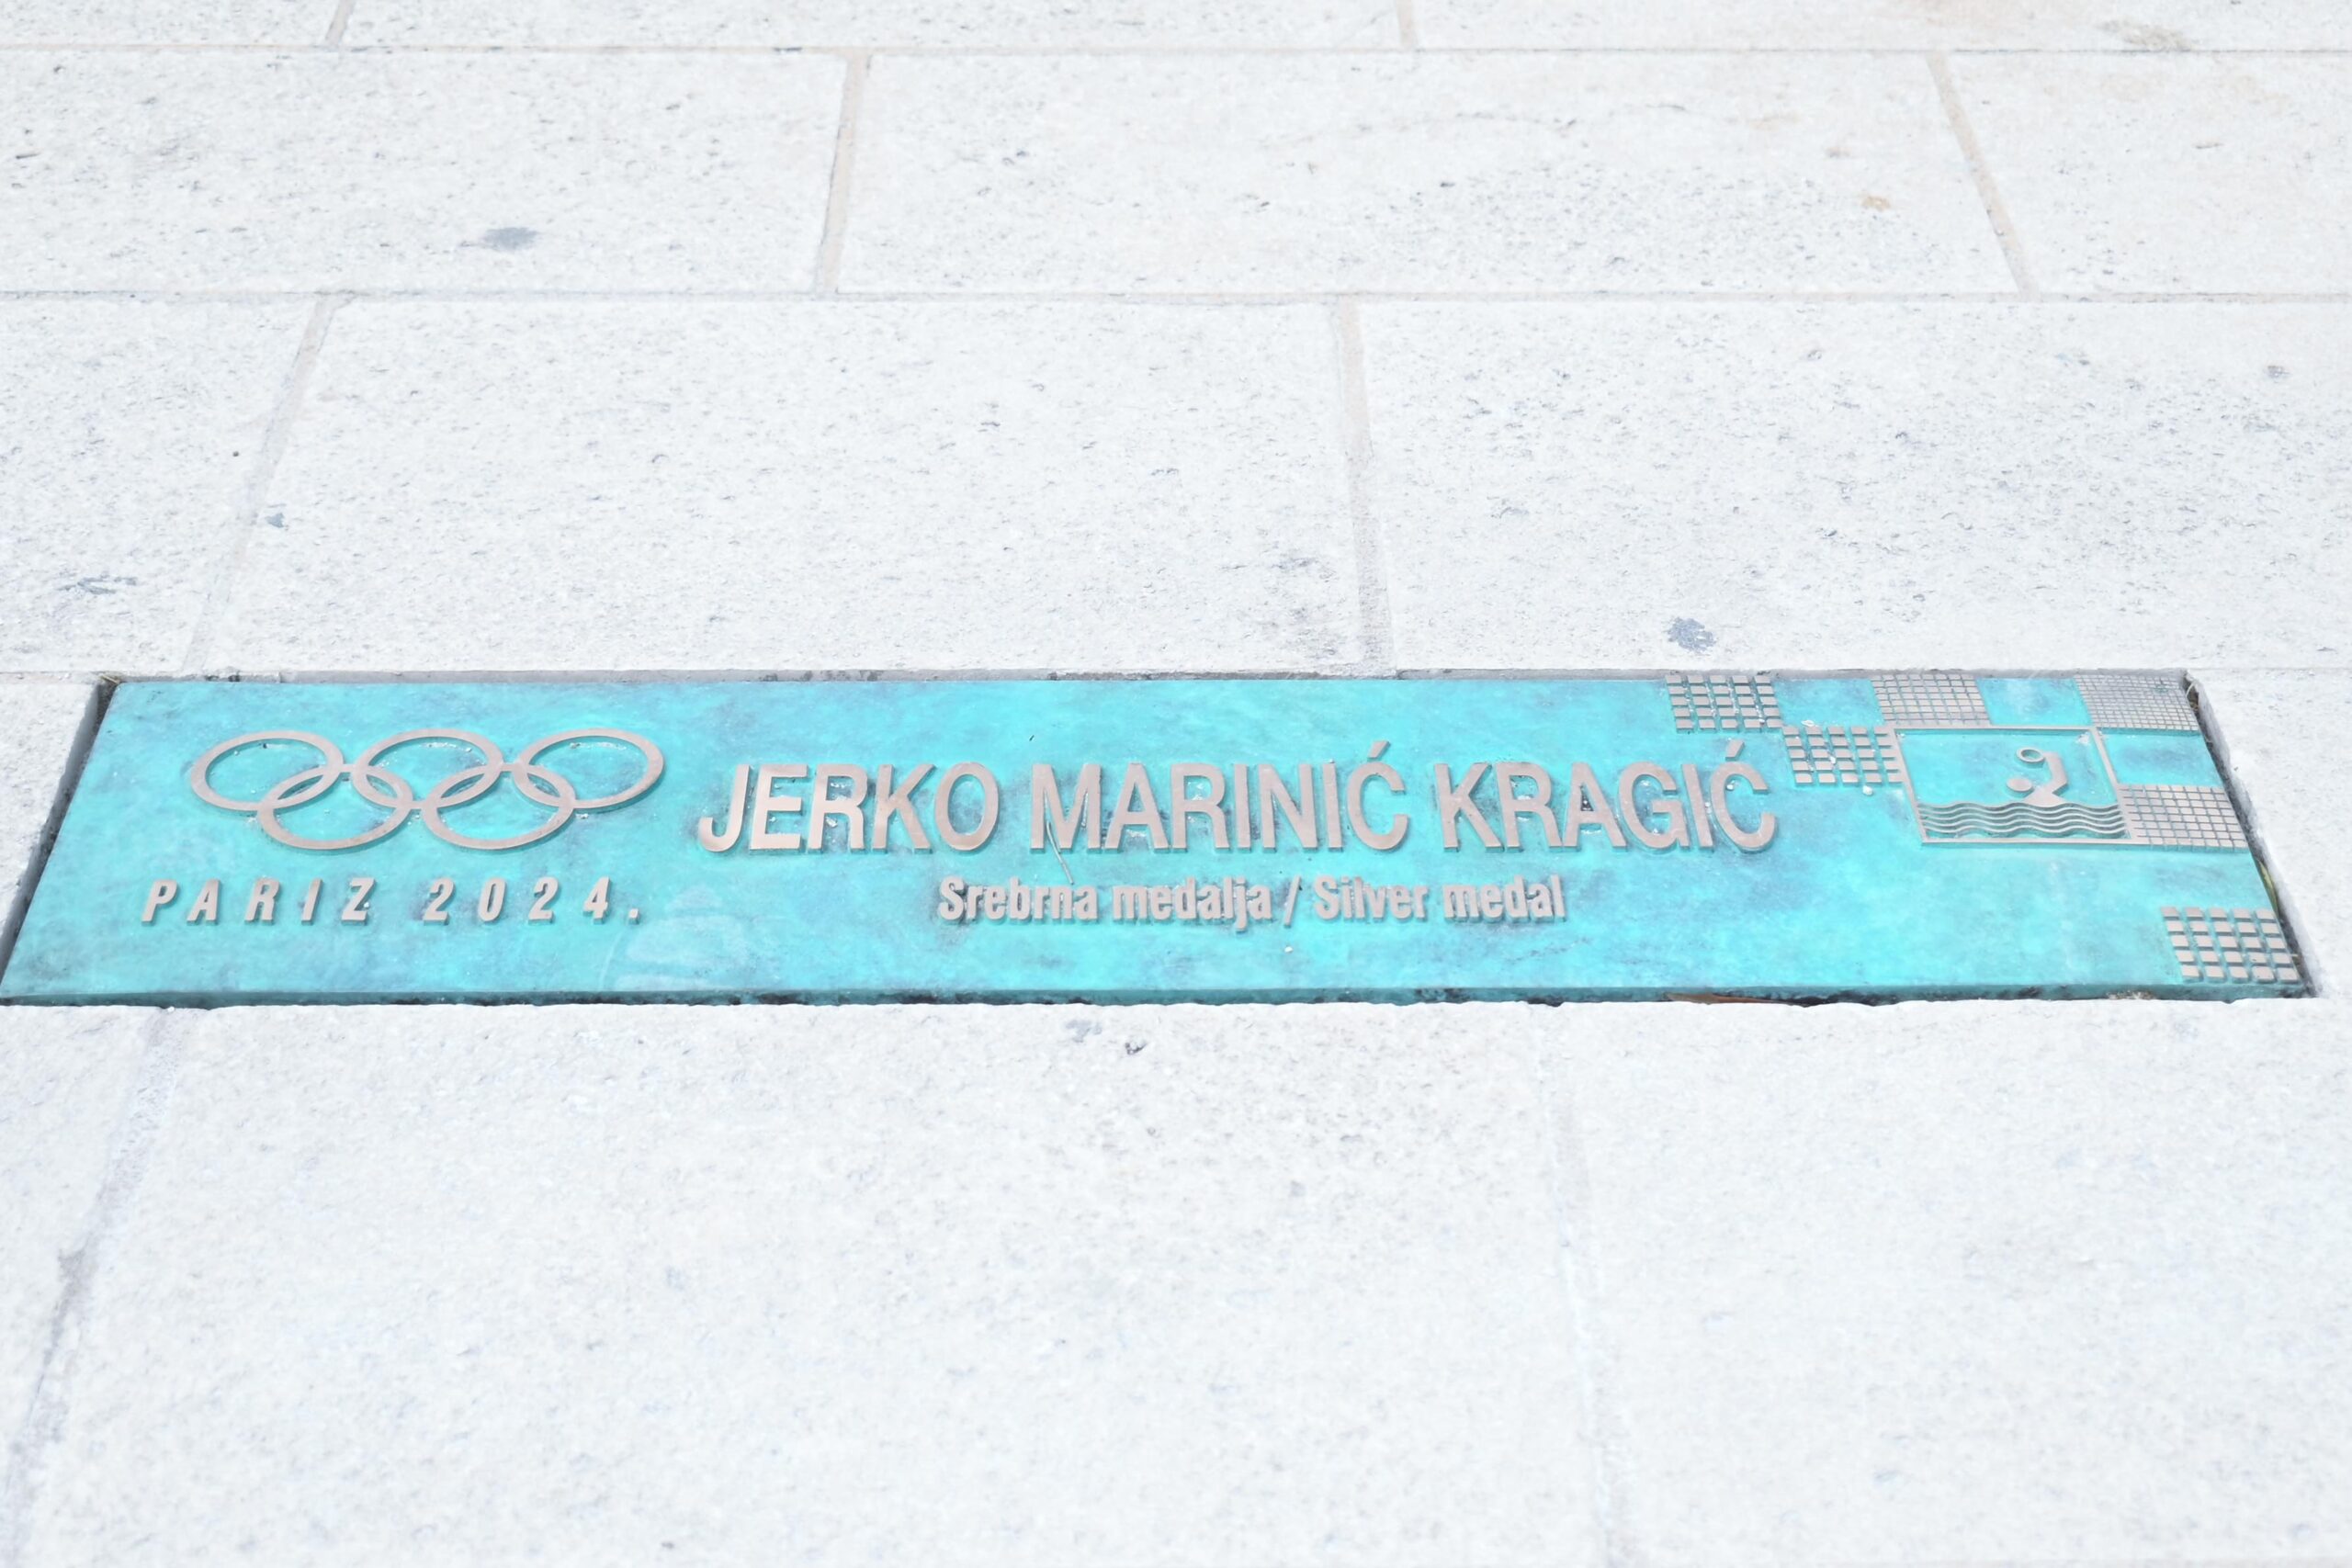 JERKO MARINIĆ KRAGIĆ
PARIZ 2024.
Srebrna medalja / Silver medal